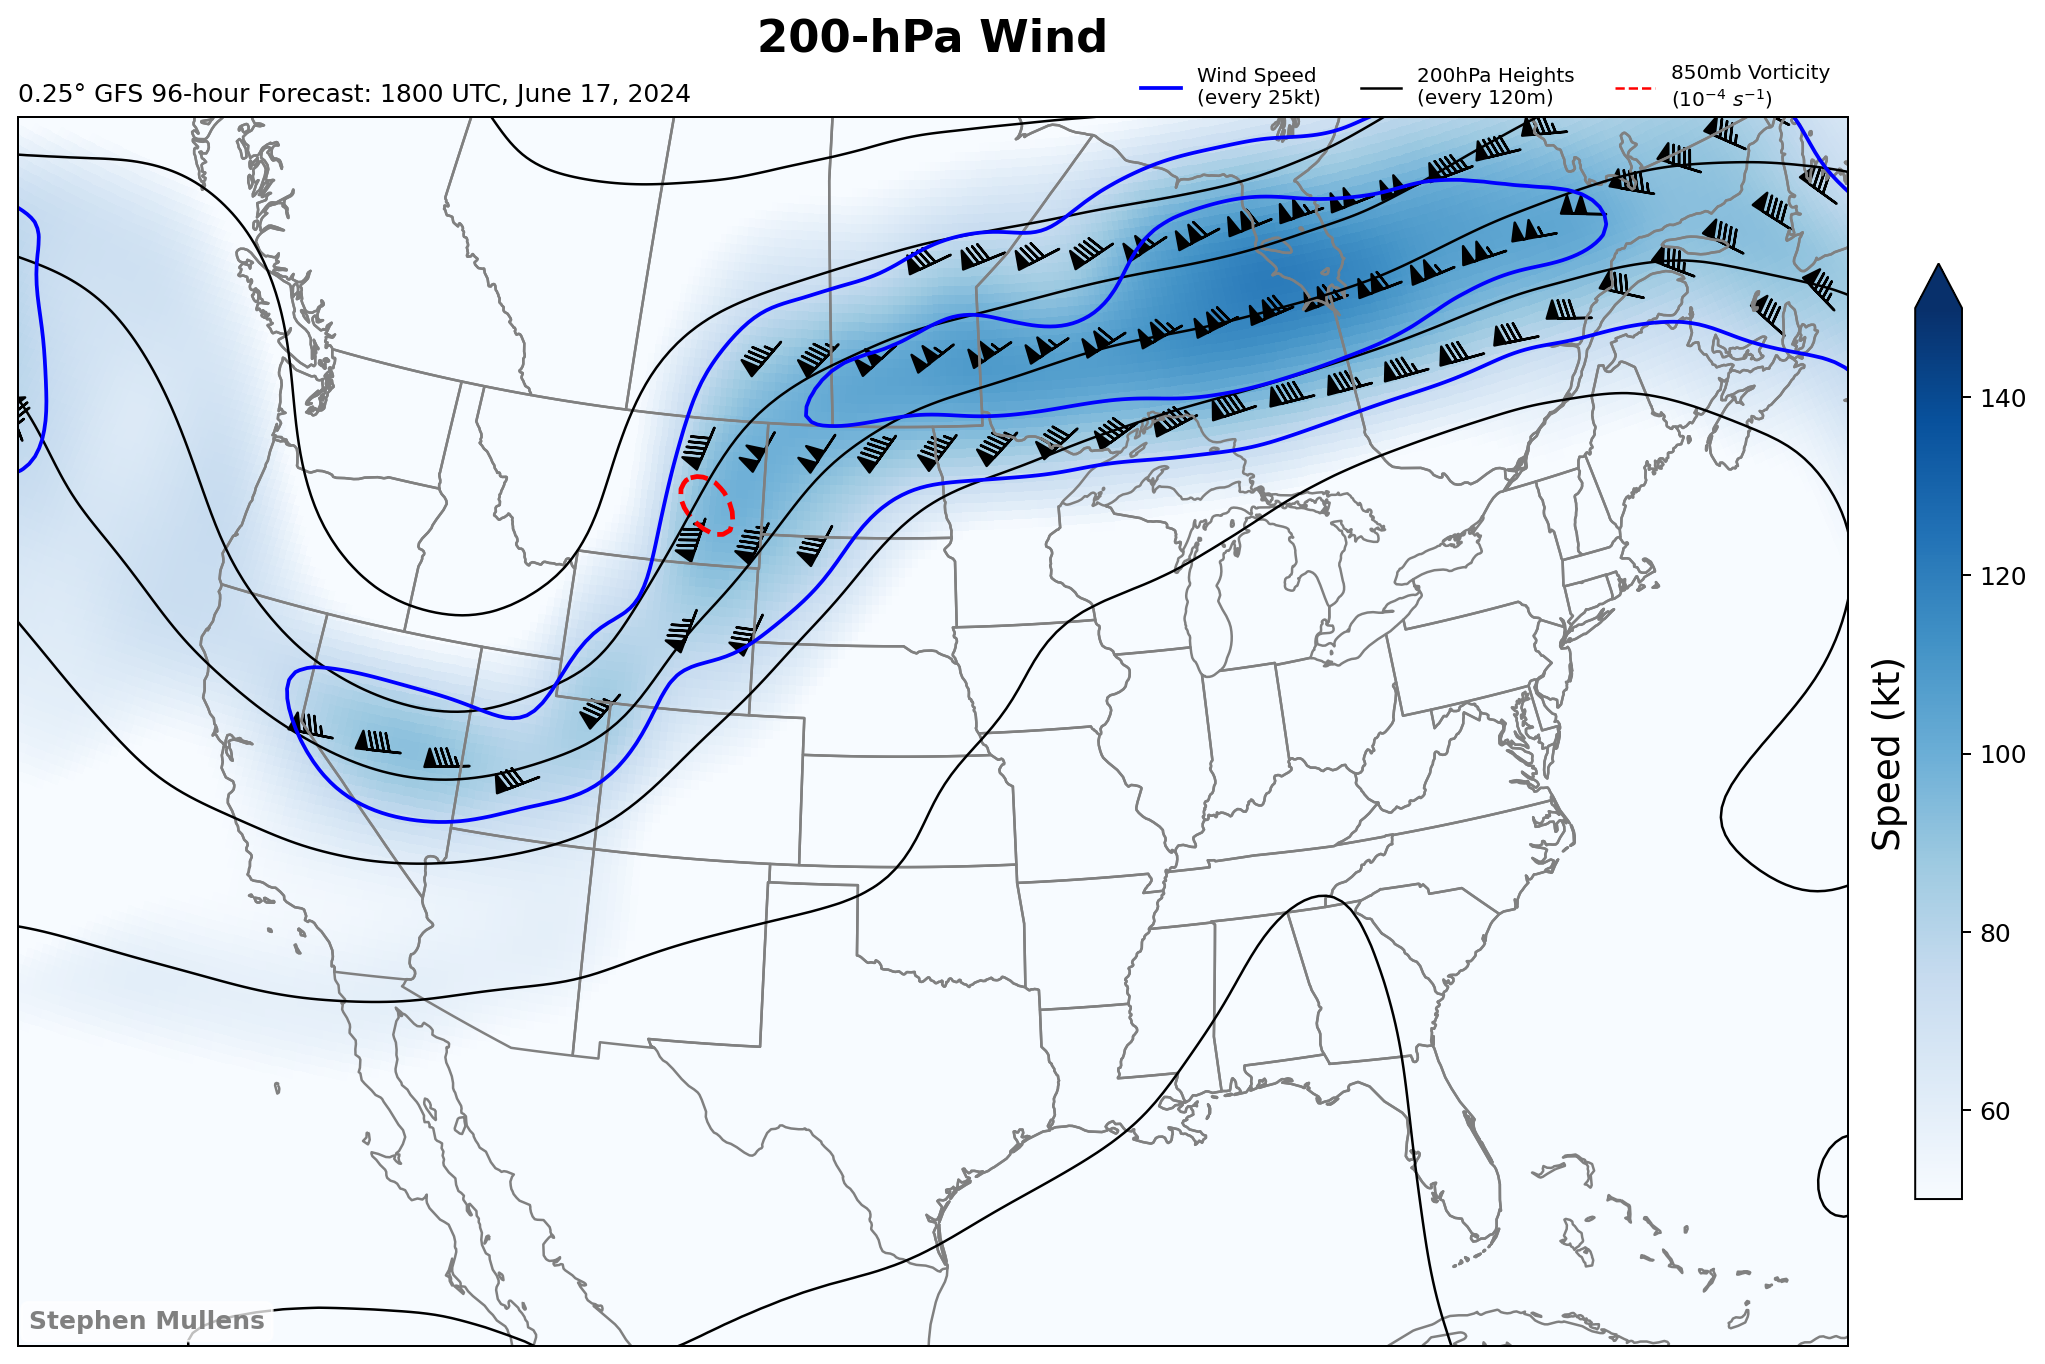 200-hPa Wind
0.25° GFS 96-hour Forecast: 1800 UTC, June 17, 2024
Wind Speed
(every 25kt)
200hPa Heights
(every 120m)
850mb Vorticity
(10⁻⁴ s⁻¹)
140
120
100
80
60
Speed (kt)
Stephen Mullens